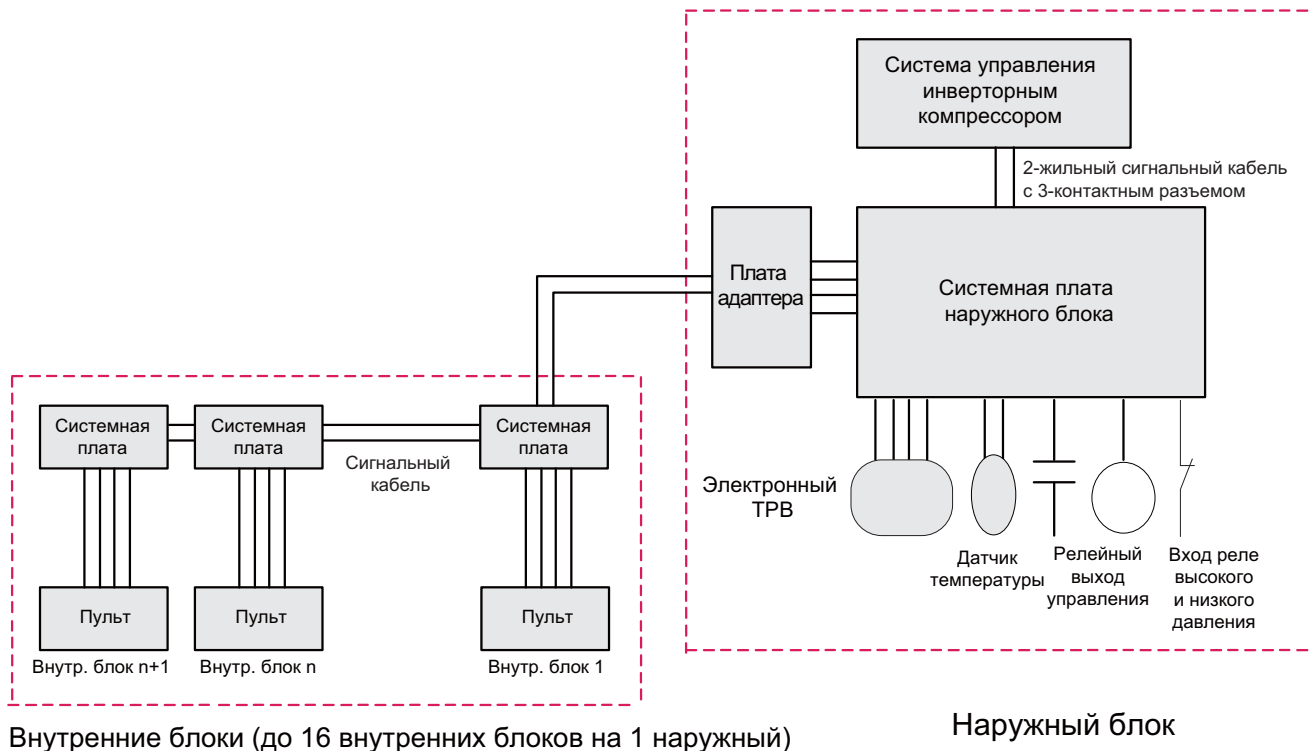 Система управления
инверторным
компрессором
2-жильный сигнальный кабель
с 3-контактным разъемом
Плата
адаптера
Системная плата
наружного блока
Системная
плата
Системная
плата
Системная
плата
Сигнальный
кабель
Электронный
ТРВ
Датчик
температуры
Релейный
выход
управления
Вход реле
высокого
и низкого
давления
Пульт
Пульт
Пульт
Внутр. блок n+1
Внутр. блок n
Внутр. блок 1
Внутренние блоки (до 16 внутренних блоков на 1 наружный)
Наружный блок